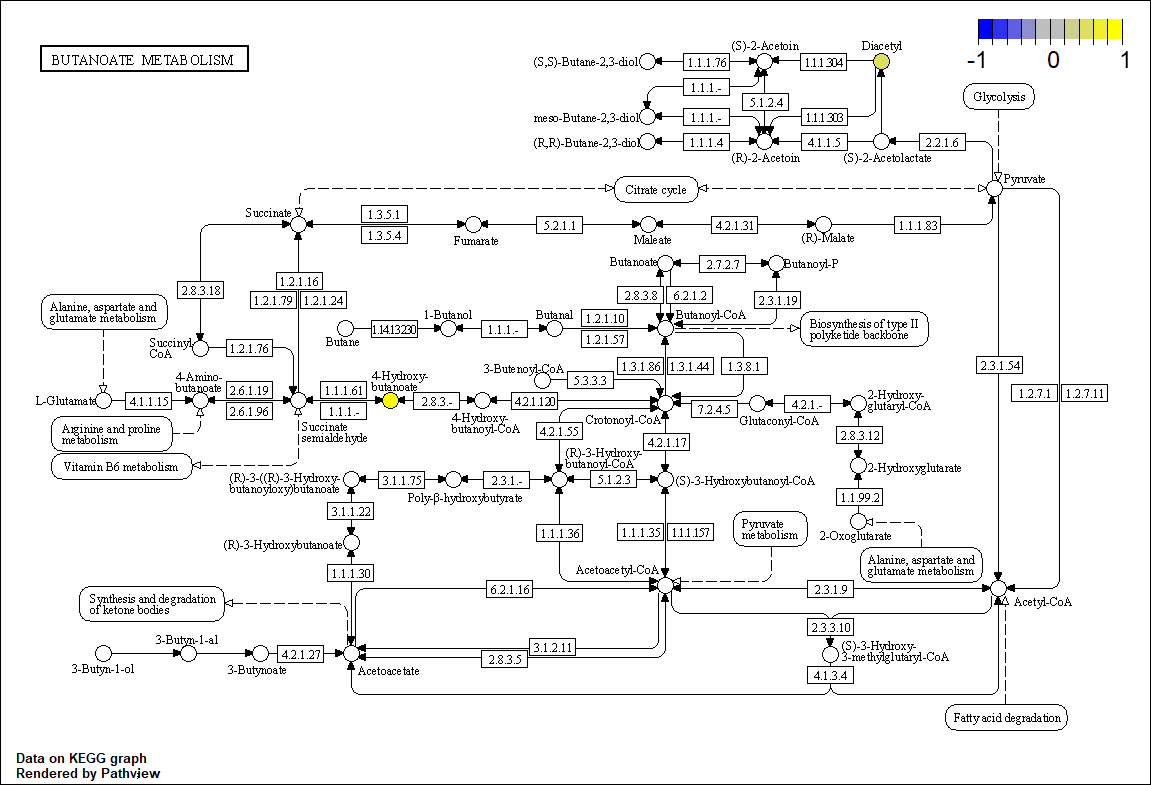 BUTANOATE METABOLISM
-1 0 1
(S)-2-Acetoin
Diacetyl
(S,S)-Butane-2,3-diol
1.1.1.76
1.1.1.304
1.1.1.-
5.1.2.4
meso-Butane-2,3-diol
1.1.1.-
1.1.1.303
(R,R)-Butane-2,3-diol
1.1.1.4
4.1.1.5
2.2.1.6
(R)-2-Acetoin
(S)-2-Acetolactate
Glycolysis
Pyruvate
Citrate cycle
Succinate
1.3.5.1
1.3.5.4
Fumarate
5.2.1.1
Maleate
4.2.1.31
(R)-Malate
1.1.1.83
Butanoate
2.7.2.7
Butanoyl-P
2.8.3.18
1.2.1.16
1.2.1.79
1.2.1.24
2.8.3.8
6.2.1.2
2.3.1.19
Alanine, aspartate and
glutamate metabolism
1-Butanol
Butanal
1.2.1.10
1.2.1.57
Butanoyl-CoA
Butane
1.14.13.230
1.1.1.-
Biosynthesis of type II
polyketide backbone
Succinyl-
CoA
1.2.1.76
3-Butenoyl-CoA
5.3.3.3
1.3.1.86
1.3.1.44
1.3.8.1
2.3.1.54
1.2.7.1
1.2.7.11
L-Glutamate
4.1.1.15
4-Amino-
butanoate
2.6.1.19
2.6.1.96
1.1.1.61
1.1.1.-
4-Hydroxy-
butanoate
2.8.3.-
4.2.1.120
4-Hydroxy-
butanoyl-CoA
Crotonoyl-CoA
7.2.4.5
Glutaconyl-CoA
4.2.1.-
2-Hydroxy-
glutaryl-CoA
Succinate
semialdehyde
Arginine and proline
metabolism
Vitamin B6 metabolism
4.2.1.55
4.2.1.17
2.8.3.12
(R)-3-((R)-3-Hydroxy-
butanoyloxy)butanoate
3.1.1.75
Poly-β-hydroxybutyrate
2.3.1.-
(R)-3-Hydroxy-
butanoyl-CoA
5.1.2.3
(S)-3-Hydroxybutanoyl-CoA
2-Hydroxyglutarate
1.1.99.2
2-Oxoglutarate
3.1.1.22
1.1.1.36
1.1.1.35
1.1.1.157
Pyruvate
metabolism
Alanine, aspartate and
glutamate metabolism
(R)-3-Hydroxybutanoate
1.1.1.30
Acetoacetyl-CoA
6.2.1.16
2.3.1.9
Acetyl-CoA
Synthesis and degradation
of ketone bodies
2.3.3.10
3-Butyn-1-ol
3-Butyn-1-al
3-Butynoate
4.2.1.27
Acetoacetate
3.1.2.11
2.8.3.5
(S)-3-Hydroxy-
3-methylglutaryl-CoA
4.1.3.4
Fatty acid degradation
Data on KEGG graph
Rendered by Pathview